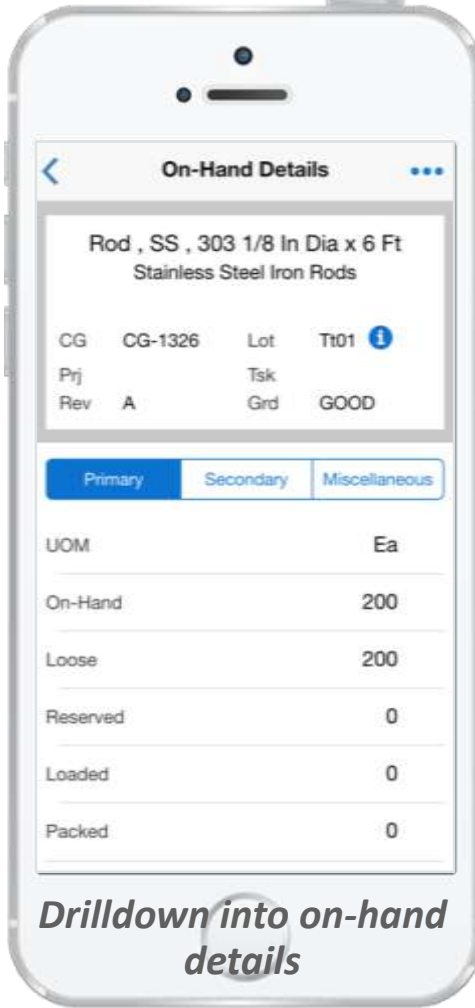 On-Hand Details
Rod , SS , 303 1/8 In Dia x 6 Ft
Stainless Steel Iron Rods
CG CG-1326 Lot Tt01
Prj Tsk
Rev A Grd GOOD
Primary Secondary Miscellaneous
UOM Ea
On-Hand 200
Loose 200
Reserved 0
Loaded 0
Packed 0
Drilldown into on-hand
details